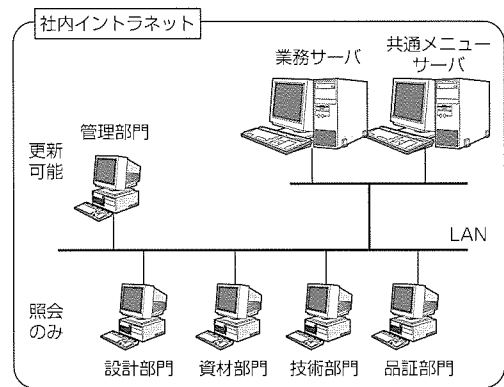 社内イントラネット
業務サーバ
共通メニュー
サーバ
管理部門
更新
可能
LAN
照会
のみ
設計部門
資材部門
技術部門
品証部門